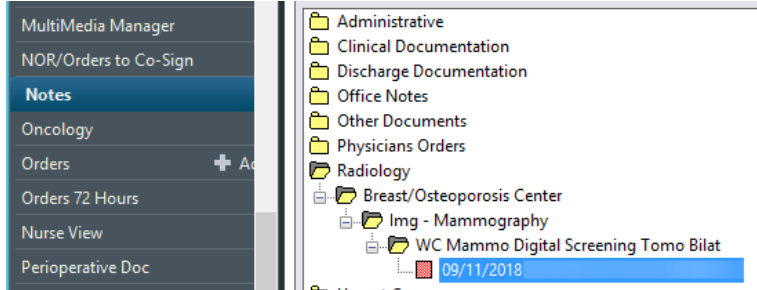 MultiMedia Manager
NOR/Orders to Co-Sign
Notes
Oncology
Orders
Orders 72 Hours
Nurse View
Perioperative Doc
Administrative
Clinical Documentation
Discharge Documentation
Office Notes
Other Documents
Physicians Orders
Radiology
Breast/Osteoporosis Center
Img - Mammography
WC Mammo Digital Screening Tomo Bilat
09/11/2018